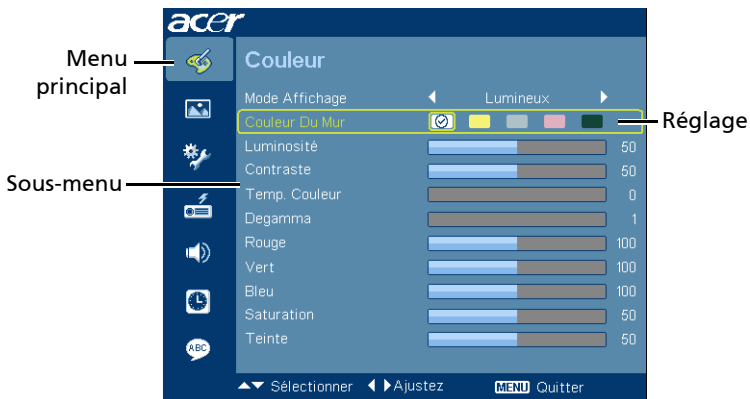 acer
Menu principal
Couleur
Mode Affichage Lumineux
Couleur Du Mur
Réglage
Luminosité 50
Contraste 50
Sous-menu
Temp. Couleur 0
Degamma 1
Rouge 100
Vert 100
Bleu 100
Saturation 50
Teinte 50
ABC
Sélectionner Ajustez MENU Quitter